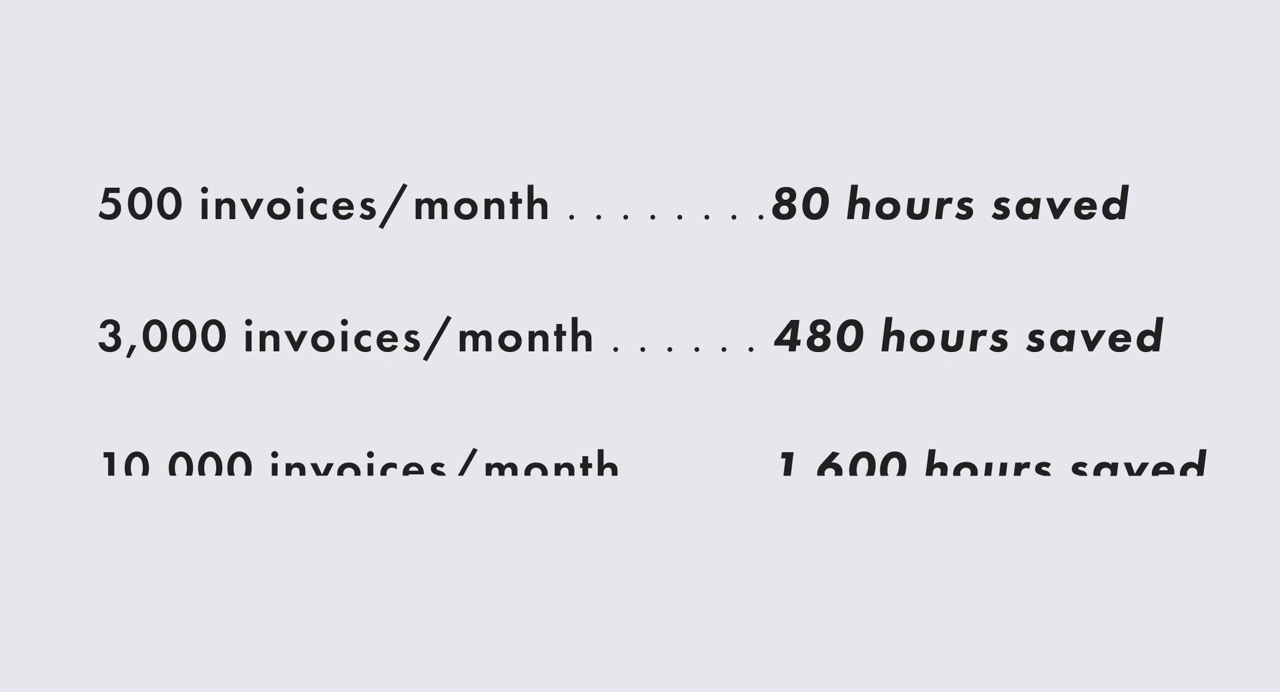 500 invoices/month . . . . . . . .80 hours saved
3,000 invoices/month . . . . . . 480 hours saved
10,000 invoices/month 1,600 hours saved